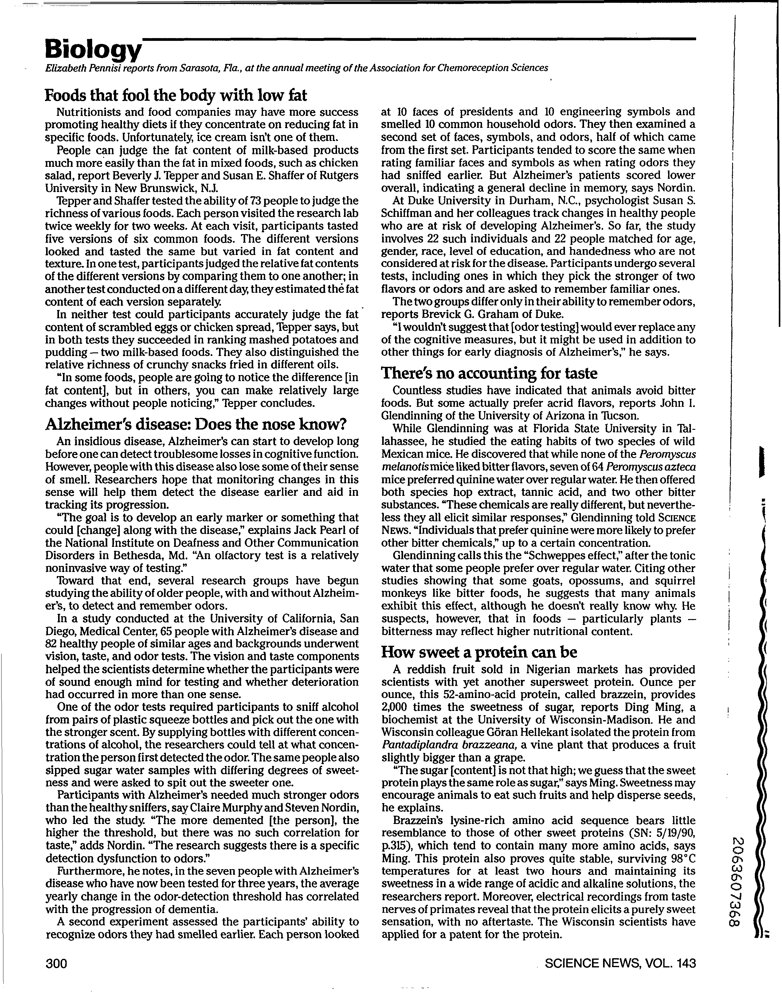 Biology
Elizabeth Pennisi reports from Sarasota, Fla., at the annual meeting of the Association for Chemoreception Sciences
Foods that fool the body with low fat
Nutritionists and food companies may have more success
promoting healthy diets if they concentrate on reducing fat in
specific foods. Unfortunately, ice cream isn't one of them.
People can judge the fat content of milk-based products
much more easily than the fat in mixed foods, such as chicken
salad, report Beverly J. Tepper and Susan E. Shaffer of Rutgers
University in New Brunswick, N.J.
Tepper and Shaffer tested the ability of 73 people to judge the
richness of various foods. Each person visited the research lab
twice weekly for two weeks. At each visit, participants tasted
five versions of six common foods. The different versions
looked and tasted the same but varied in fat content and
texture. In one test, participants judged the relative fat contents
of the different versions by comparing them to one another; in
another test conducted on a different day, they estimated the fat
content of each version separately.
In neither test could participants accurately judge the fat
content of scrambled eggs or chicken spread, Tepper says, but
in both tests they succeeded in ranking mashed potatoes and
pudding — two milk-based foods. They also distinguished the
relative richness of crunchy snacks fried in different oils.
"In some foods, people are going to notice the difference [in
fat content], but in others, you can make relatively large
changes without people noticing," Tepper concludes.
Alzheimer's disease: Does the nose know?
An insidious disease, Alzheimer's can start to develop long
before one can detect troublesome losses in cognitive function.
However, people with this disease also lose some of their sense
of smell. Researchers hope that monitoring changes in this
sense will help them detect the disease earlier and aid in
tracking its progression.
"The goal is to develop an early marker or something that
could [change] along with the disease," explains Jack Pearl of
the National Institute on Deafness and Other Communication
Disorders in Bethesda, Md. "An olfactory test is a relatively
noninvasive way of testing."
Toward that end, several research groups have begun
studying the ability of older people, with and without Alzheim-
er's, to detect and remember odors.
In a study conducted at the University of California, San
Diego, Medical Center, 65 people with Alzheimer's disease and
82 healthy people of similar ages and backgrounds underwent
vision, taste, and odor tests. The vision and taste components
helped the scientists determine whether the participants were
of sound enough mind for testing and whether deterioration
had occurred in more than one sense.
One of the odor tests required participants to sniff alcohol
from pairs of plastic squeeze bottles and pick out the one with
the stronger scent. By supplying bottles with different concen-
trations of alcohol, the researchers could tell at what concen-
tration the person first detected the odor. The same people also
sipped sugar water samples with differing degrees of sweet-
ness and were asked to spit out the sweeter one.
Participants with Alzheimer's needed much stronger odors
than the healthy sniffers, say Claire Murphy and Steven Nordin,
who led the study. "The more demented [the person], the
higher the threshold, but there was no such correlation for
taste," adds Nordin. "The research suggests there is a specific
detection dysfunction to odors."
Furthermore, he notes, in the seven people with Alzheimer's
disease who have now been tested for three years, the average
yearly change in the odor-detection threshold has correlated
with the progression of dementia.
A second experiment assessed the participants' ability to
recognize odors they had smelled earlier. Each person looked
at 10 faces of presidents and 10 engineering symbols and
smelled 10 common household odors. They then examined a
second set of faces, symbols, and odors, half of which came
from the first set. Participants tended to score the same when
rating familiar faces and symbols as when rating odors they
had sniffed earlier. But Alzheimer's patients scored lower
overall, indicating a general decline in memory, says Nordin.
At Duke University in Durham, N.C., psychologist Susan S.
Schiffman and her colleagues track changes in healthy people
who are at risk of developing Alzheimer's. So far, the study
involves 22 such individuals and 22 people matched for age,
gender, race, level of education, and handedness who are not
considered at risk for the disease. Participants undergo several
tests, including ones in which they pick the stronger of two
flavors or odors and are asked to remember familiar ones.
The two groups differ only in their ability to remember odors,
reports Brevick G. Graham of Duke.
"I wouldn't suggest that [odor testing] would ever replace any
of the cognitive measures, but it might be used in addition to
other things for early diagnosis of Alzheimer's," he says.
There's no accounting for taste
Countless studies have indicated that animals avoid bitter
foods. But some actually prefer acrid flavors, reports John I.
Glendinning of the University of Arizona in Tucson.
While Glendinning was at Florida State University in Tal-
lahassee, he studied the eating habits of two species of wild
Mexican mice. He discovered that while none of the Peromyscus
melanotis mice liked bitter flavors, seven of 64 Peromyscus azteca
mice preferred quinine water over regular water. He then offered
both species hop extract, tannic acid, and two other bitter
substances. "These chemicals are really different, but neverthe-
less they all elicit similar responses," Glendinning told SCIENCE
NEWS. "Individuals that prefer quinine were more likely to prefer
other bitter chemicals," up to a certain concentration.
Glendinning calls this the "Schweppes effect," after the tonic
water that some people prefer over regular water. Citing other
studies showing that some goats, opossums, and squirrel
monkeys like bitter foods, he suggests that many animals
exhibit this effect, although he doesn't really know why. He
suspects, however, that in foods — particularly plants —
bitterness may reflect higher nutritional content.
How sweet a protein can be
A reddish fruit sold in Nigerian markets has provided
scientists with yet another supersweet protein. Ounce per
ounce, this 52-amino-acid protein, called brazzein, provides
2,000 times the sweetness of sugar, reports Ding Ming, a
biochemist at the University of Wisconsin-Madison. He and
Wisconsin colleague Göran Hellekant isolated the protein from
Pantadiplandra brazzeana, a vine plant that produces a fruit
slightly bigger than a grape.
"The sugar [content] is not that high; we guess that the sweet
protein plays the same role as sugar," says Ming. Sweetness may
encourage animals to eat such fruits and help disperse seeds,
he explains.
Brazzein's lysine-rich amino acid sequence bears little
resemblance to those of other sweet proteins (SN: 5/19/90,
p.315), which tend to contain many more amino acids, says
Ming. This protein also proves quite stable, surviving 98°C
temperatures for at least two hours and maintaining its
sweetness in a wide range of acidic and alkaline solutions, the
researchers report. Moreover, electrical recordings from taste
nerves of primates reveal that the protein elicits a purely sweet
sensation, with no aftertaste. The Wisconsin scientists have
applied for a patent for the protein.
2063607368
300
SCIENCE NEWS, VOL. 143